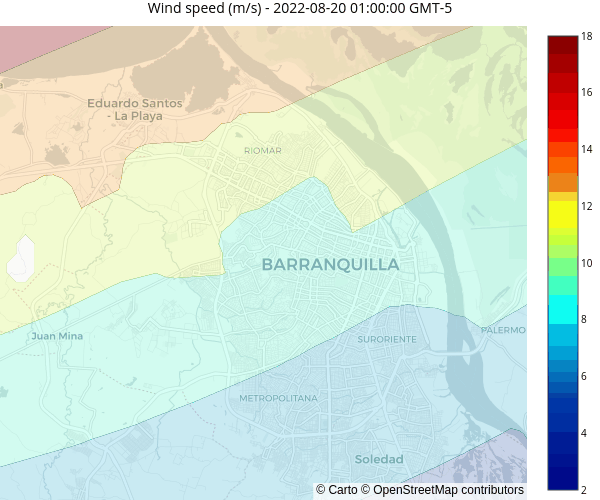 Wind speed (m/s) - 2022-08-20 01:00:00 GMT-5
18
16
14
12
10
8
6
4
2
Eduardo Santos
- La Playa
RIOMAR
BARRANQUILLA
Juan Mina
SURORIENTE
PALERMO
METROPOLITANA
Soledad
© Carto © OpenStreetMap contributors